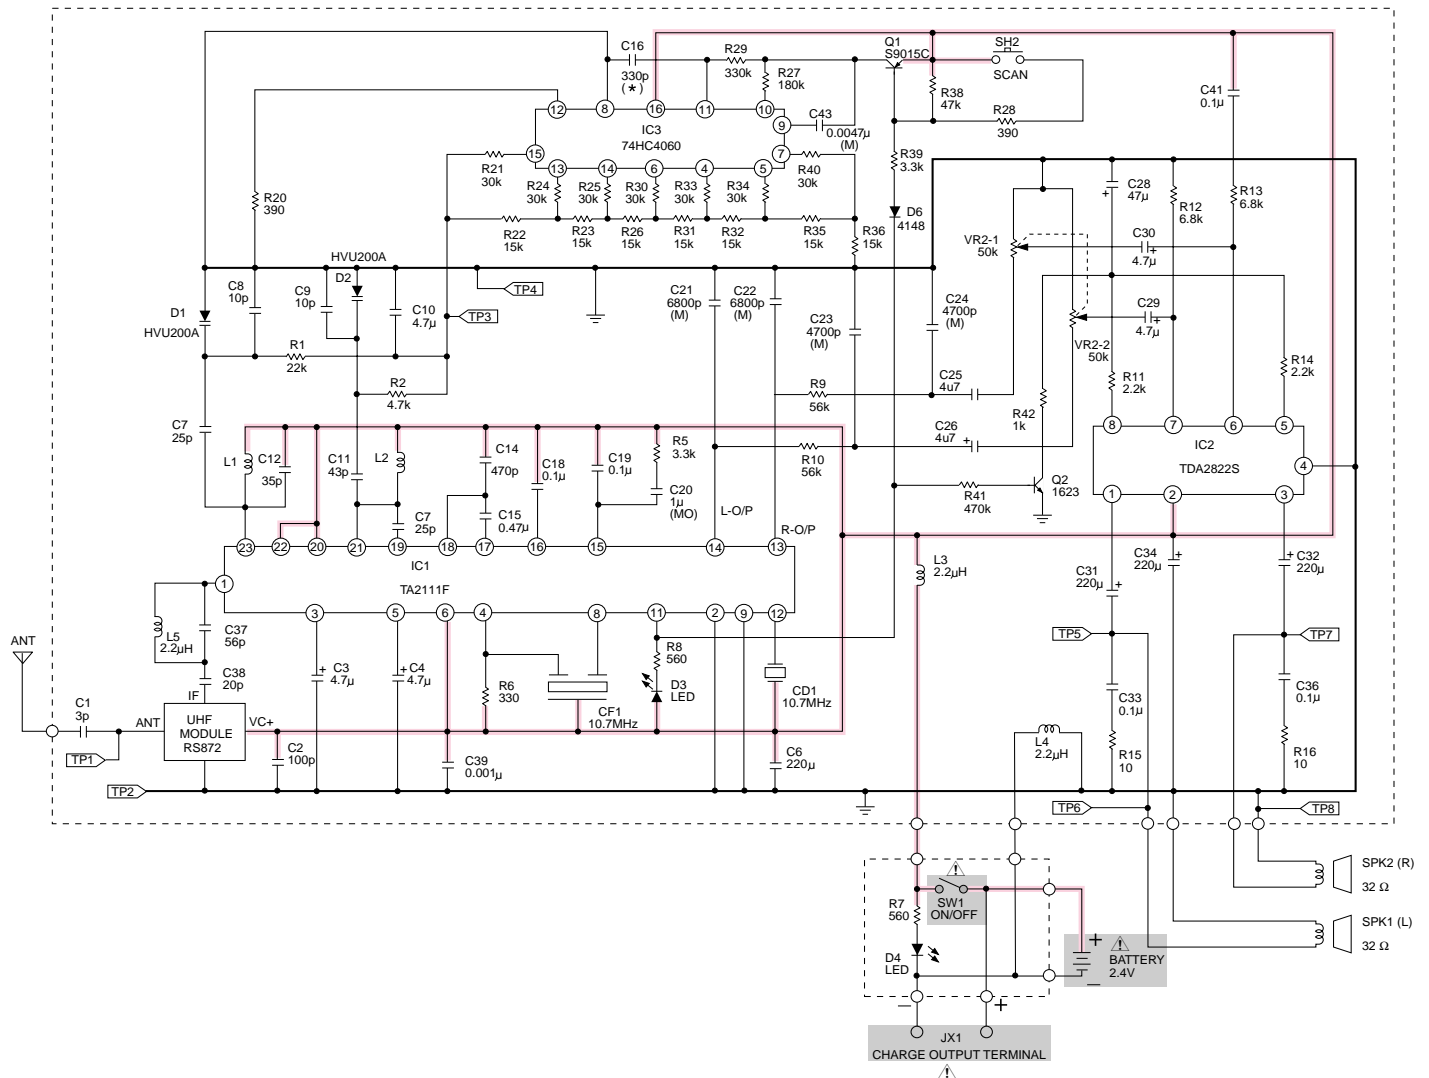 C16
330p
(*)
R29
330k
R27
180k
Q1
S9015C
SH2
SCAN
R38
47k
R28
390
C41
0.1µ
12
8
16
11
10
9
IC3
74HC4060
C43
0.0047µ
(M)
15
7
13
14
6
4
5
R21
30k
R24
30k
R25
30k
R30
30k
R33
30k
R34
30k
R40
30k
R39
3.3k
R20
390
R22
15k
R23
15k
R26
15k
R31
15k
R32
15k
R35
15k
R36
15k
D6
4148
C28
47µ
+
R12
6.8k
R13
6.8k
VR2-1
50k
C30
4.7µ
+
HVU200A
D2
TP4
TP3
D1
HVU200A
C8
10p
C9
10p
C10
4.7µ
C21
6800p
(M)
C22
6800p
(M)
C23
4700p
(M)
C24
4700p
(M)
C29
4.7µ
+
VR2-2
50k
R1
22k
R2
4.7k
R9
56k
C25
4u7
R11
2.2k
R14
2.2k
R42
1k
C7
25p
C26
4u7
+
R10
56k
8
7
6
5
IC2
TDA2822S
4
1
2
3
L1
C12
35p
C11
43p
L2
C14
470p
C18
0.1µ
C19
0.1µ
R5
3.3k
C20
1µ
(MO)
C7
25p
C15
0.47µ
L-O/P
R-O/P
R41
470k
Q2
1623
23
22
20
21
19
18
17
16
15
14
13
IC1
TA2111F
1
3
5
6
4
8
11
2
9
12
L3
2.2µH
C31
220µ
+
C34
220µ
+
C32
220µ
+
L5
2.2µH
C37
56p
C38
20p
C3
4.7µ
+
C4
4.7µ
+
R6
330
CF1
10.7MHz
R8
560
D3
LED
CD1
10.7MHz
TP5
TP7
ANT
C1
3p
TP1
ANT
IF
UHF
MODULE
RS872
VC+
C2
100p
C39
0.001µ
C6
220µ
C33
0.1µ
C36
0.1µ
L4
2.2µH
R15
10
R16
10
TP2
TP6
TP8
!
SW1
ON/OFF
R7
560
D4
LED
+
!
BATTERY
2.4V
—
SPK2 (R)
32 Ω
SPK1 (L)
32 Ω
—
+
JX1
CHARGE OUTPUT TERMINAL
!